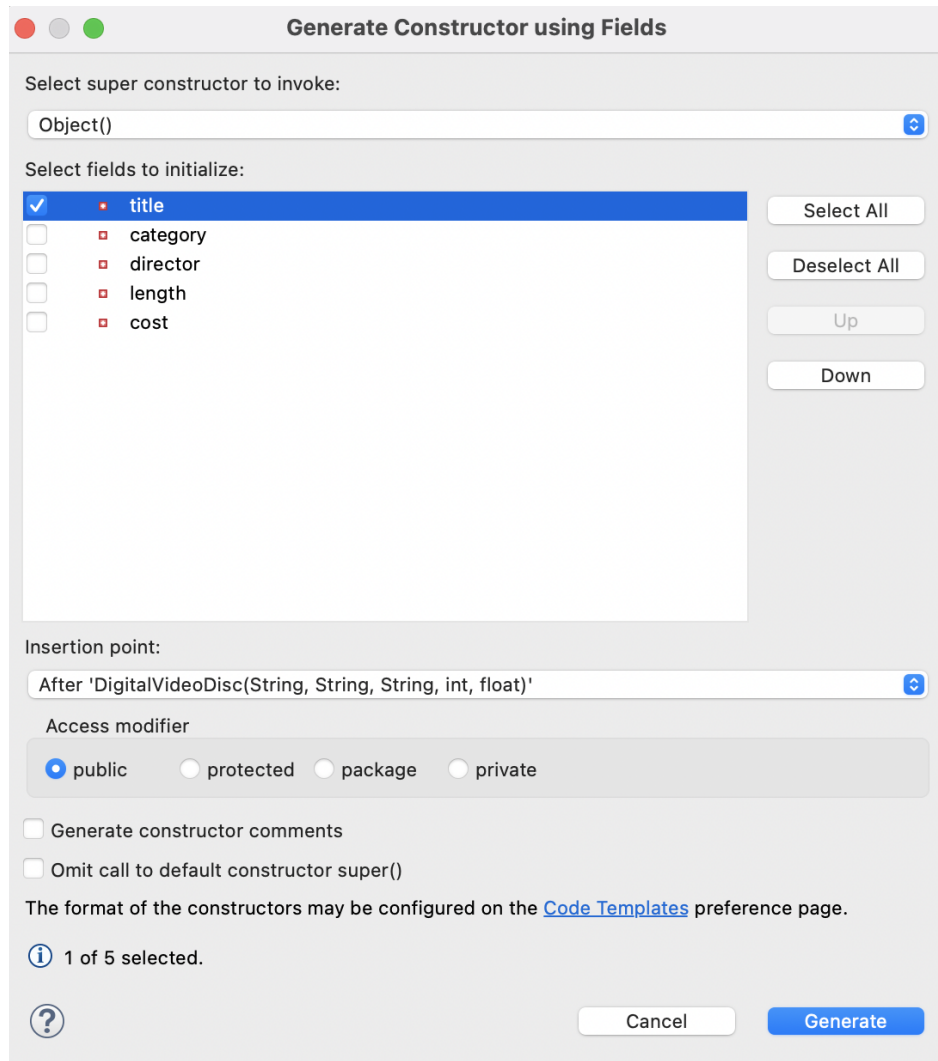 Generate Constructor using Fields
Select super constructor to invoke:
Object()
Select fields to initialize:
title
category
director
length
cost
Select All
Deselect All
Up
Down
Insertion point:
After 'DigitalVideoDisc(String, String, String, int, float)'
Access modifier
public protected package private
Generate constructor comments
Omit call to default constructor super()
The format of the constructors may be configured on the Code Templates preference page.
1 of 5 selected.
Cancel Generate